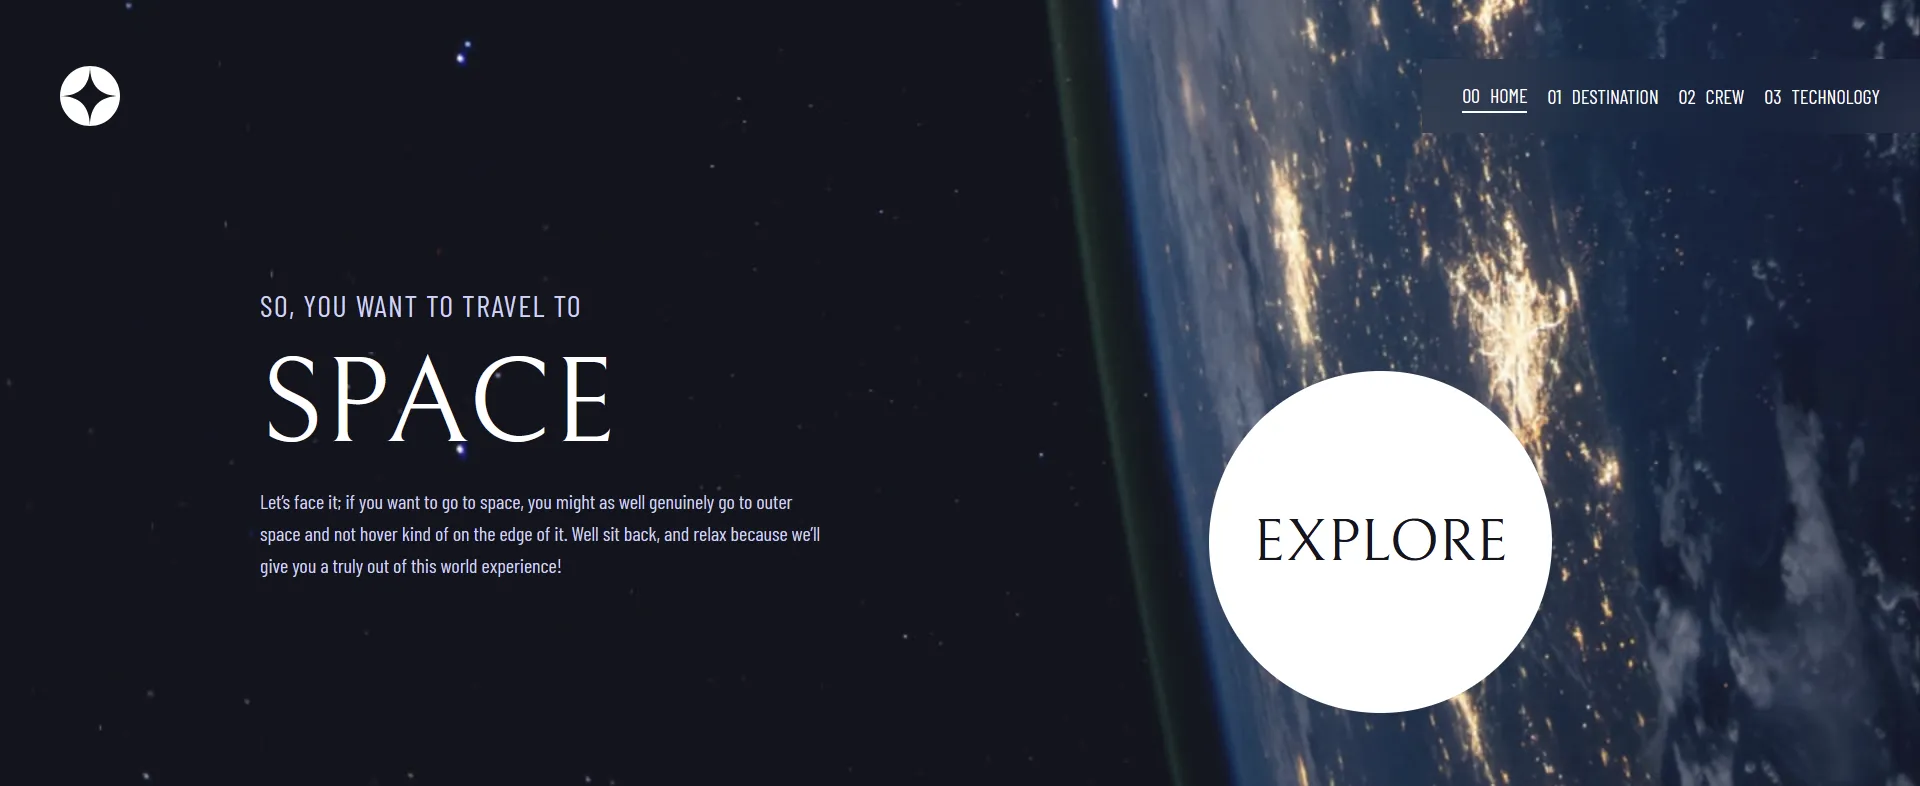 00 HOME 01 DESTINATION 02 CREW 03 TECHNOLOGY
SO, YOU WANT TO TRAVEL TO
SPACE
Let’s face it; if you want to go to space, you might as well genuinely go to outer
space and not hover kind of on the edge of it. Well sit back, and relax because we’ll
give you a truly out of this world experience!
EXPLORE